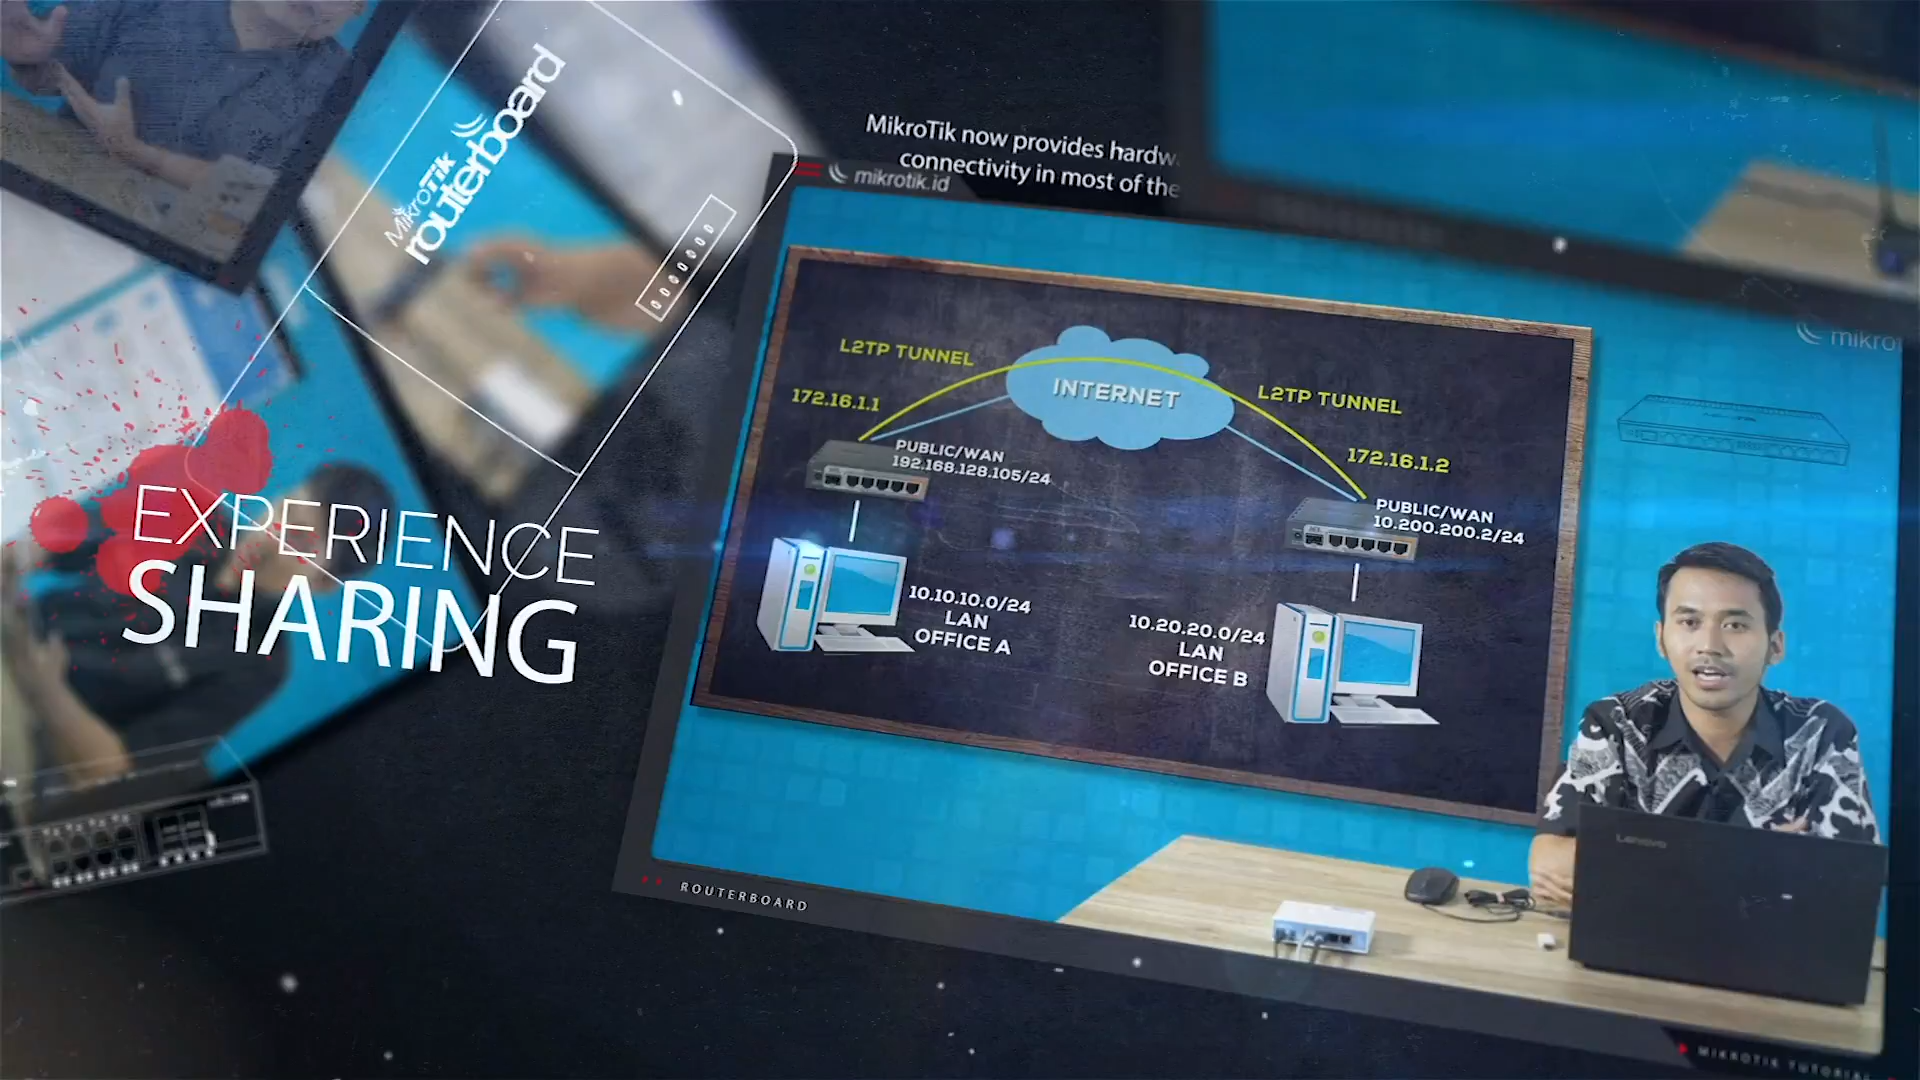 MikroTik
routerboard
MikroTik now provides hardw
connectivity in most of the
mikrotik.id
mikrot
L2TP TUNNEL
INTERNET
L2TP TUNNEL
172.16.1.1
172.16.1.2
PUBLIC/WAN
192.168.128.105/24
PUBLIC/WAN
10.200.200.2/24
10.10.10.0/24
LAN
OFFICE A
10.20.20.0/24
LAN
OFFICE B
EXPERIENCE
SHARING
Lenovo
ROUTERBOARD
MIKROTIK TUTORIAL